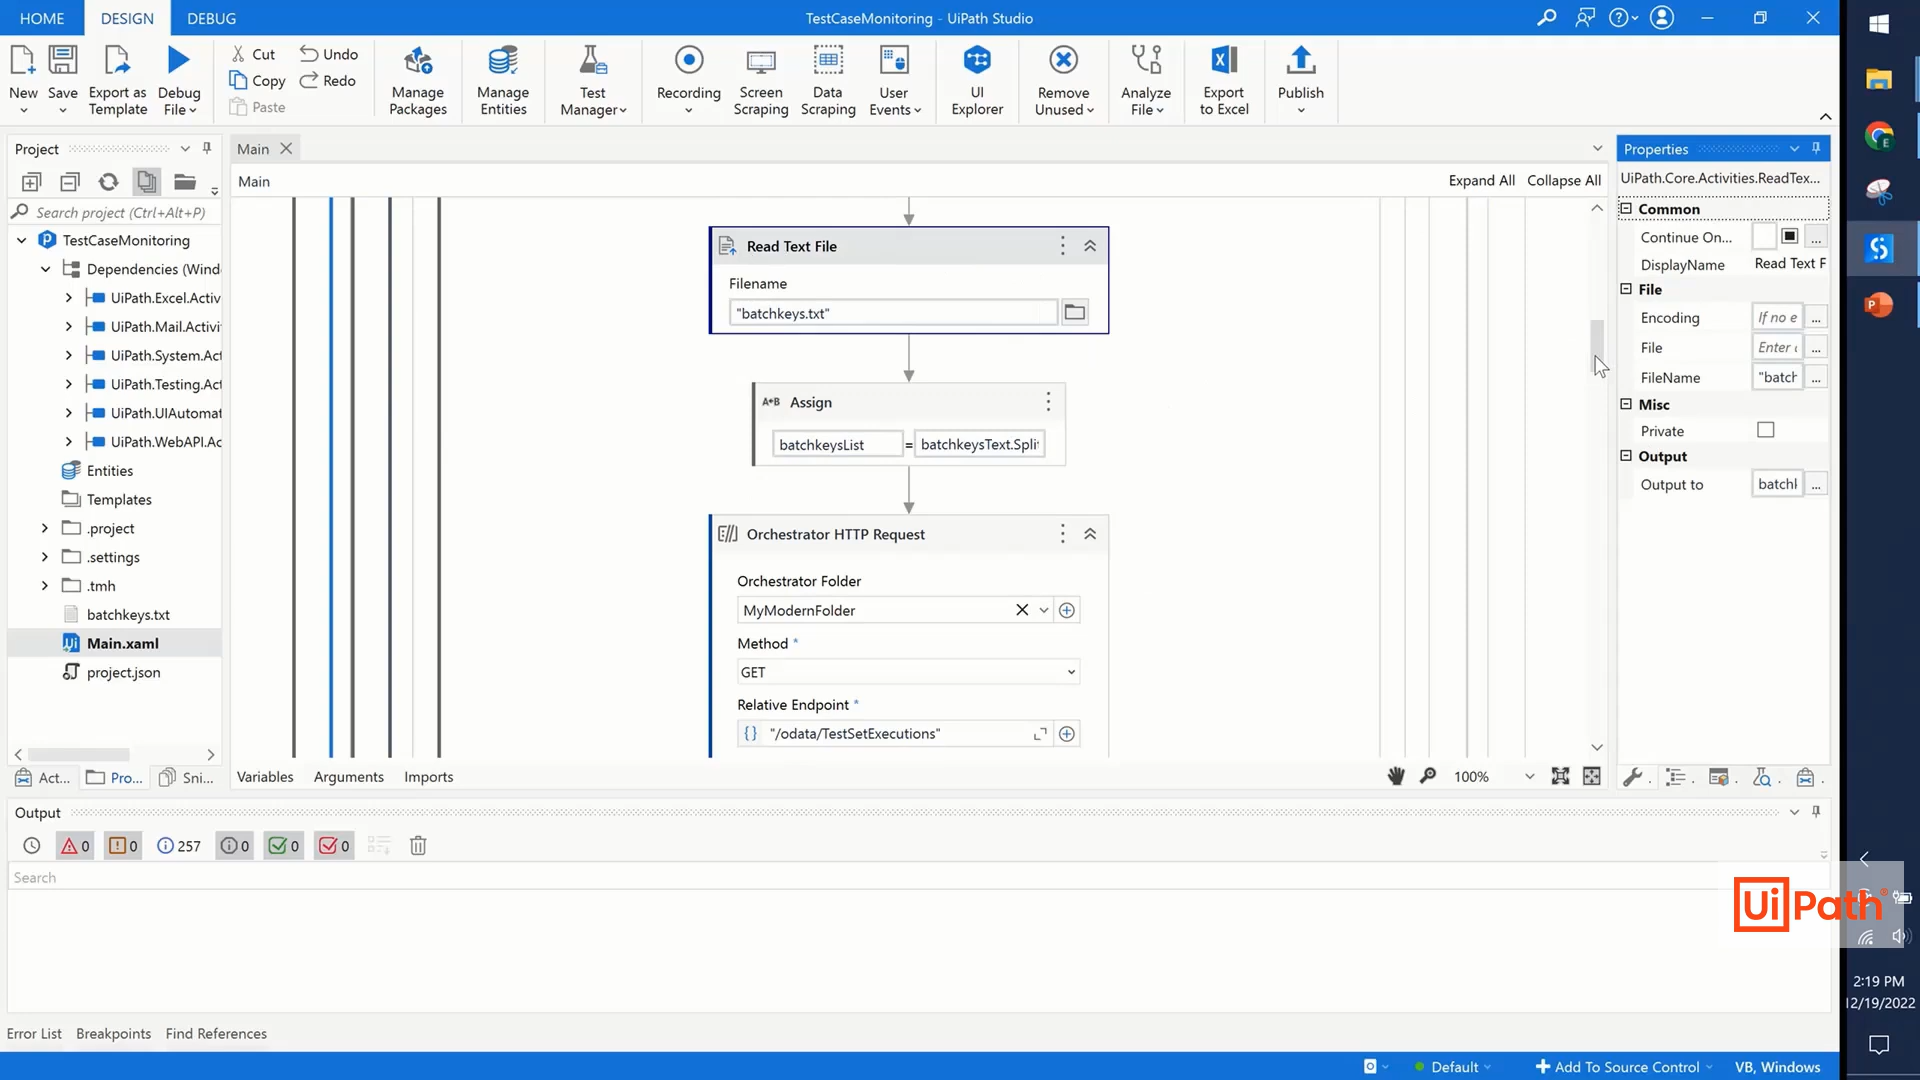 HOME DESIGN DEBUG
TestCaseMonitoring - UiPath Studio
New
Save
Export as Template
Debug File
Cut
Copy
Paste
Undo
Redo
Manage Packages
Manage Entities
Test Manager
Recording
Screen Scraping
Data Scraping
User Events
UI Explorer
Remove Unused
Analyze File
Export to Excel
Publish
Project
Search project (Ctrl+Alt+P)
TestCaseMonitoring
Dependencies (Wind
UiPath.Excel.Activ
UiPath.Mail.Activi
UiPath.System.Act
UiPath.Testing.Act
UiPath.UIAutomat
UiPath.WebAPI.Ac
Entities
Templates
.project
.settings
.tmh
batchkeys.txt
Main.xaml
project.json
Act...
Pro...
Sni...
Main
Main
Expand All
Collapse All
Read Text File
Filename
"batchkeys.txt"
A+B Assign
batchkeysList = batchkeysText.Spli
Orchestrator HTTP Request
Orchestrator Folder
MyModernFolder
Method *
GET
Relative Endpoint *
{} "/odata/TestSetExecutions"
Variables
Arguments
Imports
100%
Properties
UiPath.Core.Activities.ReadTex...
Common
Continue On... ...
DisplayName Read Text F
File
Encoding If no e ...
File Enter ...
FileName "batch ...
Misc
Private
Output
Output to batchk ...
Output
0
0
257
0
0
0
Search
Error List
Breakpoints
Find References
Default
Add To Source Control
VB, Windows
UiPath
2:19 PM
12/19/2022